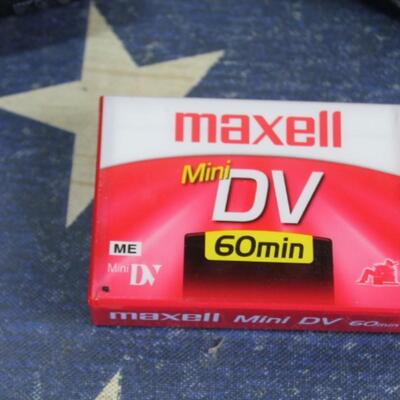 maxell
Mini
DV
60min
ME
Mini DV
maxell Mini DV 60min